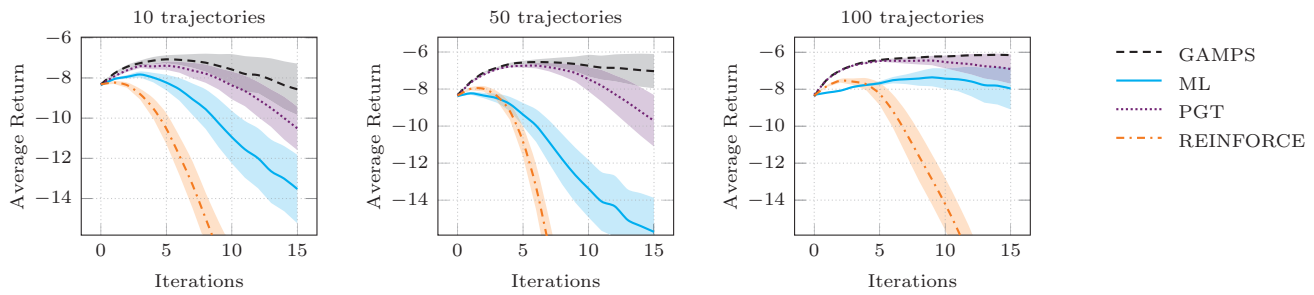 10 trajectories
−6
−8
−10
−12
−14
0
5
10
15
Average Return
Iterations
50 trajectories
−6
−8
−10
−12
−14
0
5
10
15
Average Return
Iterations
100 trajectories
−6
−8
−10
−12
−14
0
5
10
15
Average Return
Iterations
GAMPS
ML
PGT
REINFORCE